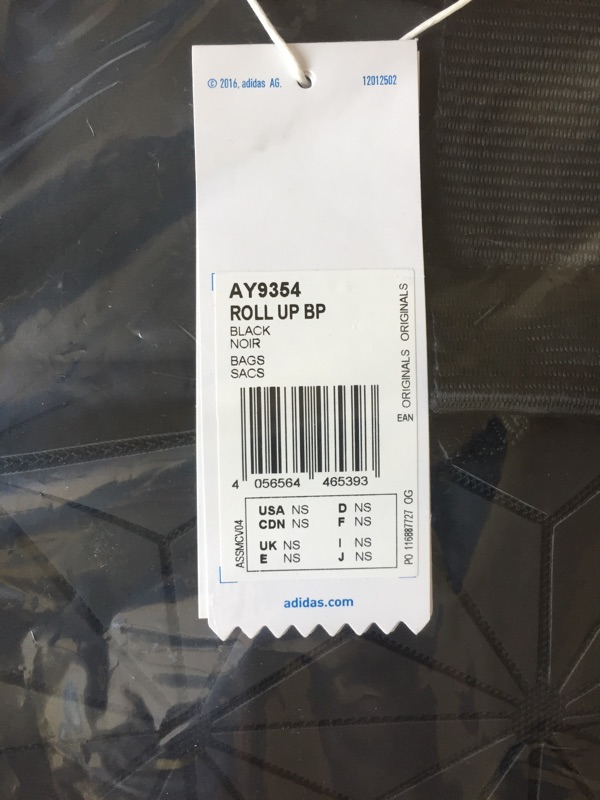 © 2016, adidas AG. 12012502
AY9354
ROLL UP BP
BLACK
NOIR
BAGS
SACS
ORIGINALS ORIGINALS
EAN
4 056564 465393
ASSMCV04
USA NS D NS
CDN NS F NS
UK NS I NS
E NS J NS
PO 116887727 OG
adidas.com